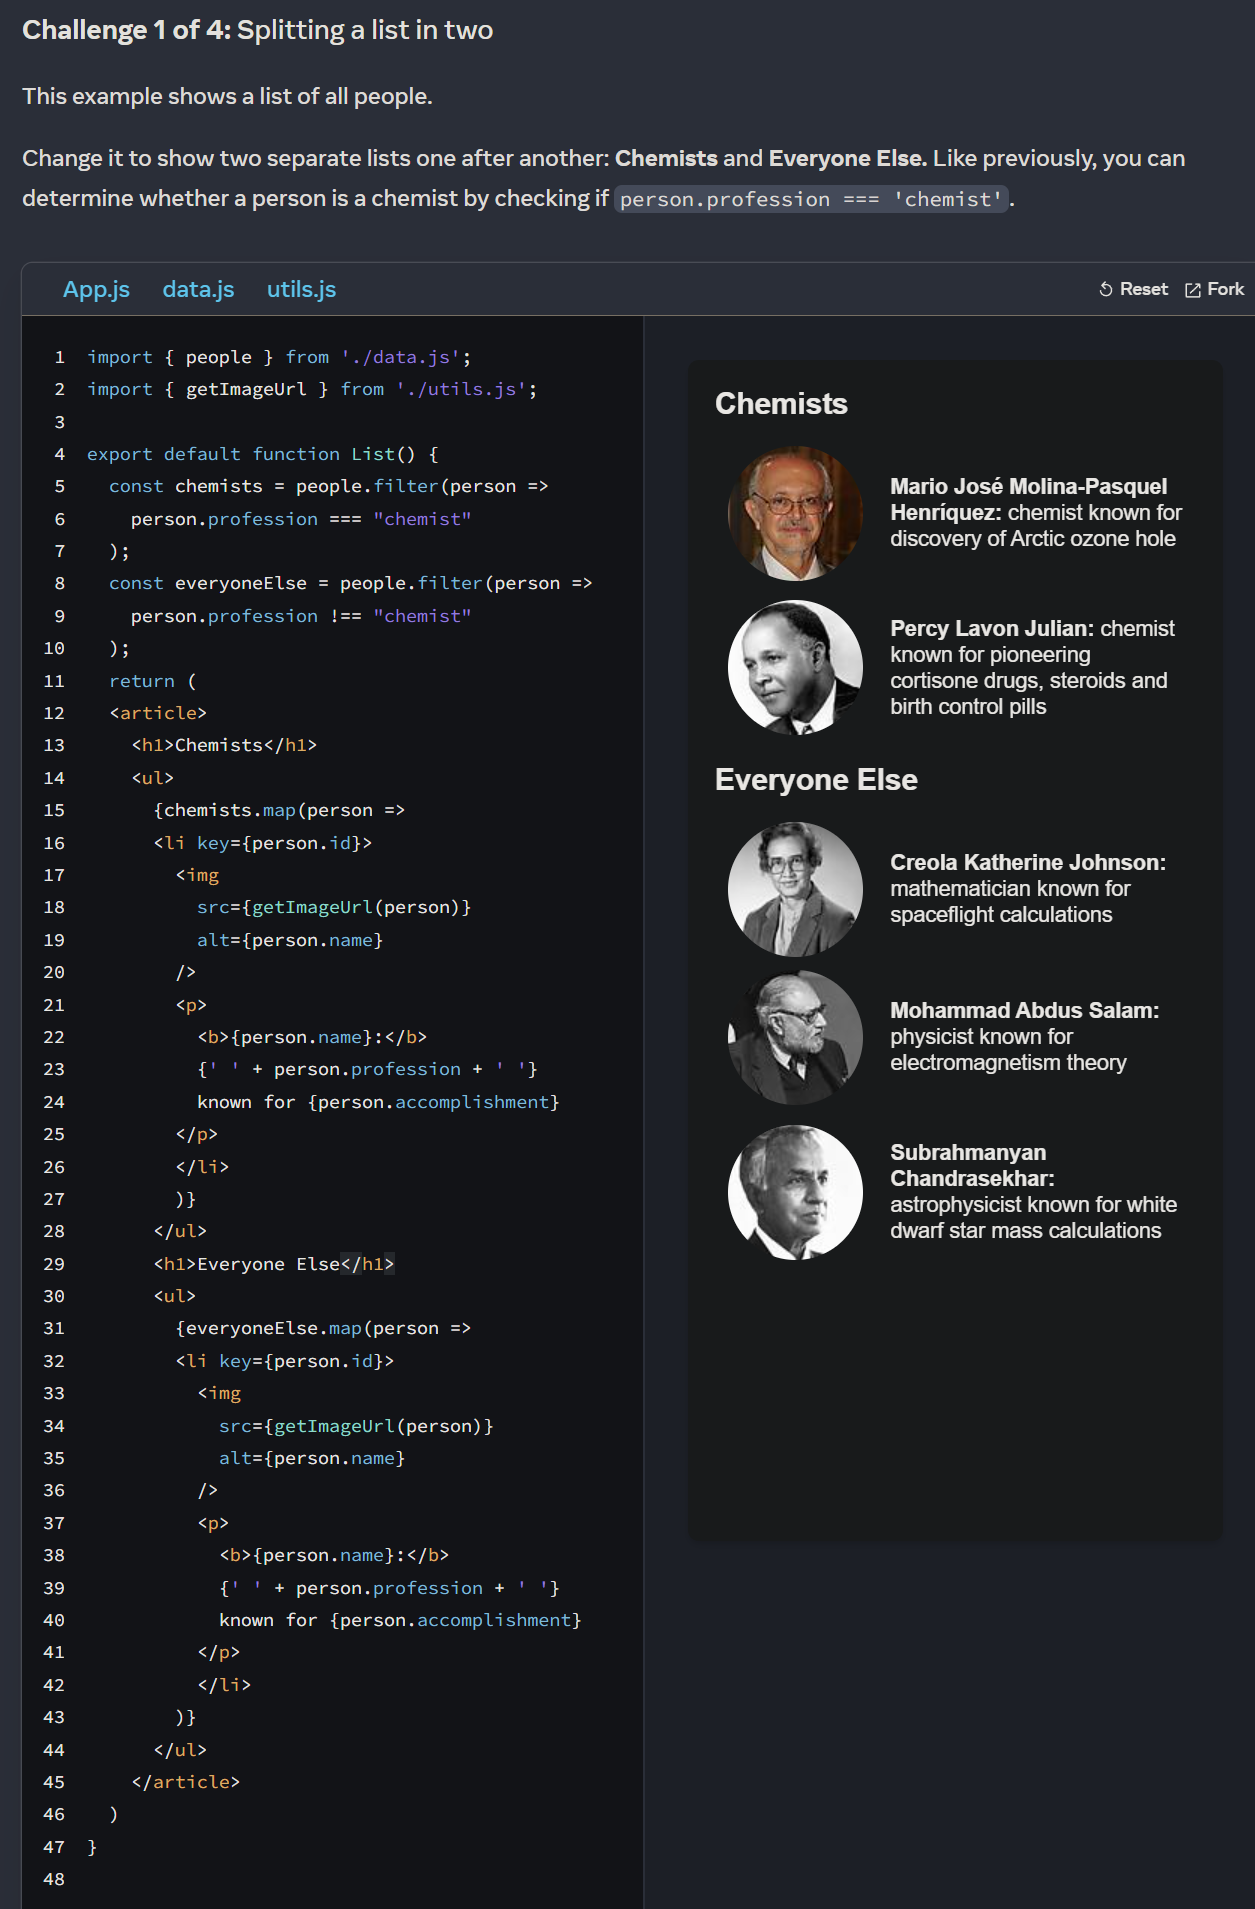 Challenge 1 of 4: Splitting a list in two
This example shows a list of all people.
Change it to show two separate lists one after another: Chemists and Everyone Else. Like previously, you can
determine whether a person is a chemist by checking if person.profession === 'chemist'.
App.js data.js utils.js Reset Fork
1 import { people } from './data.js';
2 import { getImageUrl } from './utils.js';
3
4 export default function List() {
5   const chemists = people.filter(person =>
6     person.profession === "chemist"
7   );
8   const everyoneElse = people.filter(person =>
9     person.profession !== "chemist"
10   );
11   return (
12   <article>
13     <h1>Chemists</h1>
14     <ul>
15       {chemists.map(person =>
16       <li key={person.id}>
17         <img
18           src={getImageUrl(person)}
19           alt={person.name}
20         />
21         <p>
22           <b>{person.name}:</b>
23           {' ' + person.profession + ' '}
24           known for {person.accomplishment}
25         </p>
26         </li>
27         )}
28       </ul>
29       <h1>Everyone Else</h1>
30       <ul>
31         {everyoneElse.map(person =>
32         <li key={person.id}>
33           <img
34             src={getImageUrl(person)}
35             alt={person.name}
36           />
37           <p>
38             <b>{person.name}:</b>
39             {' ' + person.profession + ' '}
40             known for {person.accomplishment}
41           </p>
42           </li>
43         )}
44       </ul>
45     </article>
46   )
47 }
48
Chemists
Mario José Molina-Pasquel
Henríquez: chemist known for
discovery of Arctic ozone hole
Percy Lavon Julian: chemist
known for pioneering
cortisone drugs, steroids and
birth control pills
Everyone Else
Creola Katherine Johnson:
mathematician known for
spaceflight calculations
Mohammad Abdus Salam:
physicist known for
electromagnetism theory
Subrahmanyan
Chandrasekhar:
astrophysicist known for white
dwarf star mass calculations